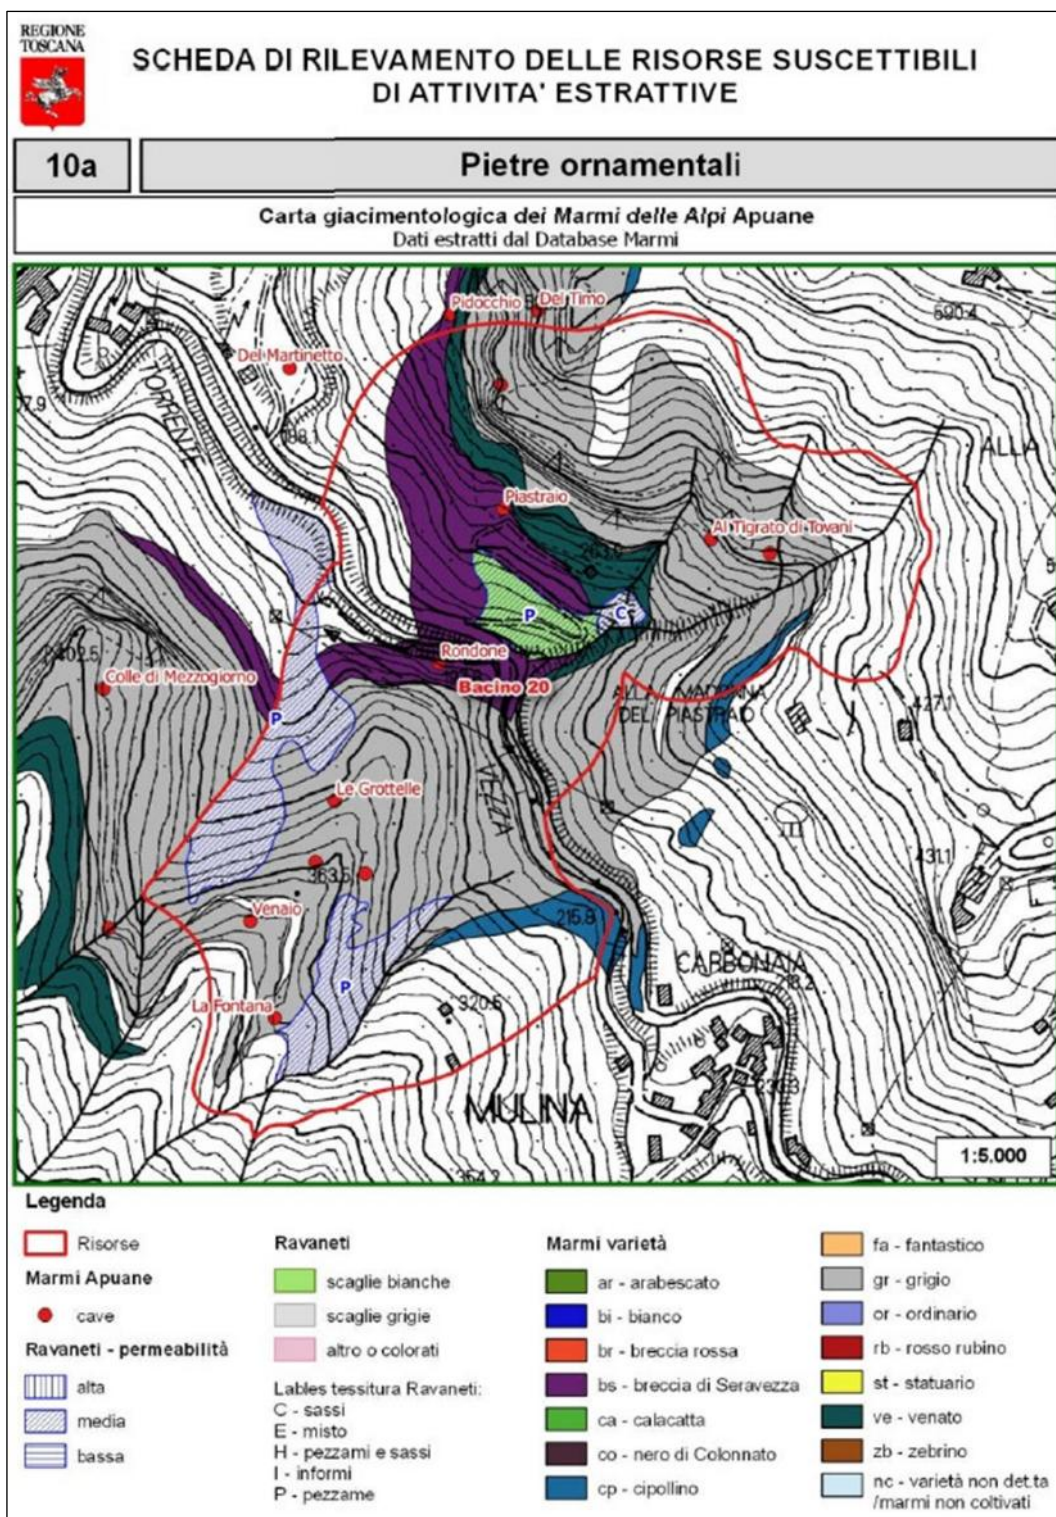 REGIONE
TOSCANA
SCHEDA DI RILEVAMENTO DELLE RISORSE SUSCETTIBILI
DI ATTIVITA' ESTRATTIVE
10a
Pietre ornamentali
Carta giacimentologica dei Marmi delle Alpi Apuane
Dati estratti dal Database Marmi
Pidocchio
Del Timo
590.4
Del Martinetto
TORRENTE
Piastraio
Al Tigrato di Tovani
P
C
Rondone
Colle di Mezzogiorno
Bacino 20
ALLA MADONNA
DEL PIASTRAIO
427.1
P
Le Grottelle
VEZZA
431.1
363.5
Venaio
215.8
CARBONAIA
P
La Fontana
320.6
MULINA
1:5.000
354.2
Legenda
Risorse
Marmi Apuane
cave
Ravaneti - permeabilità
alta
media
bassa
Ravaneti
scaglie bianche
scaglie grigie
altro o colorati
Lables tessitura Ravaneti:
C - sassi
E - misto
H - pezzami e sassi
I - informi
P - pezzame
Marmi varietà
ar - arabescato
bi - bianco
br - breccia rossa
bs - breccia di Seravezza
ca - calacatta
co - nero di Colonnato
cp - cipollino
fa - fantastico
gr - grigio
or - ordinario
rb - rosso rubino
st - statuario
ve - venato
zb - zebrino
nc - varietà non det.ta
/marmi non coltivati